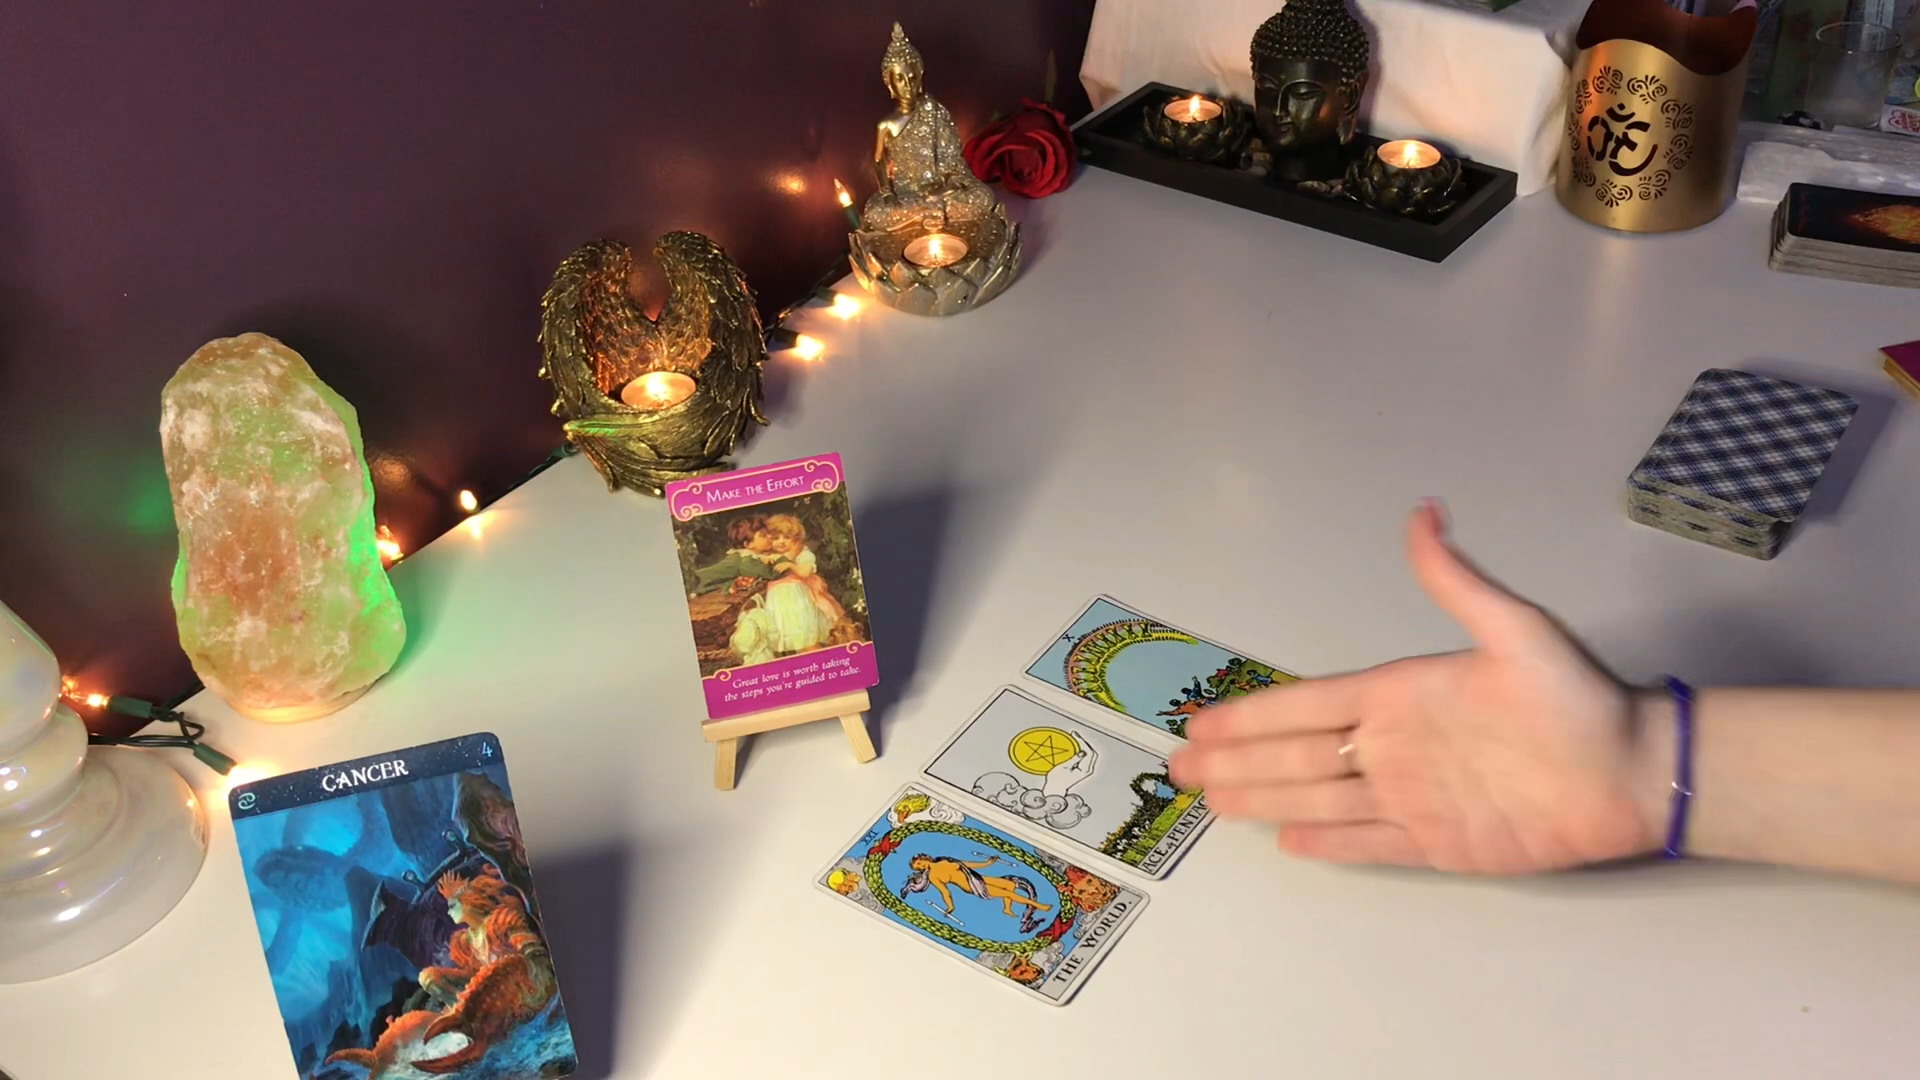 MAKE THE EFFORT
Great love is worth taking
the steps you're guided to take.
4
CANCER
X
ACE of PENTAC
XXI
THE WORLD.